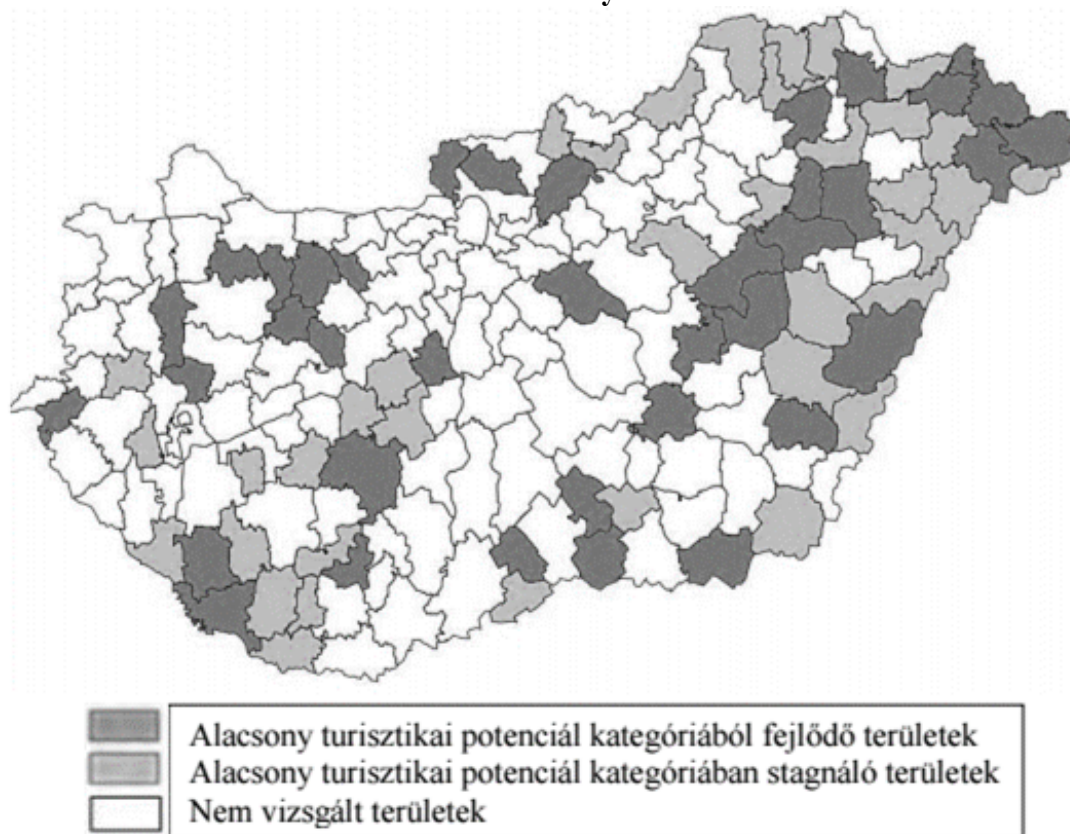 Alacsony turisztikai potenciál kategóriából fejlődő területek
Alacsony turisztikai potenciál kategóriában stagnáló területek
Nem vizsgált területek